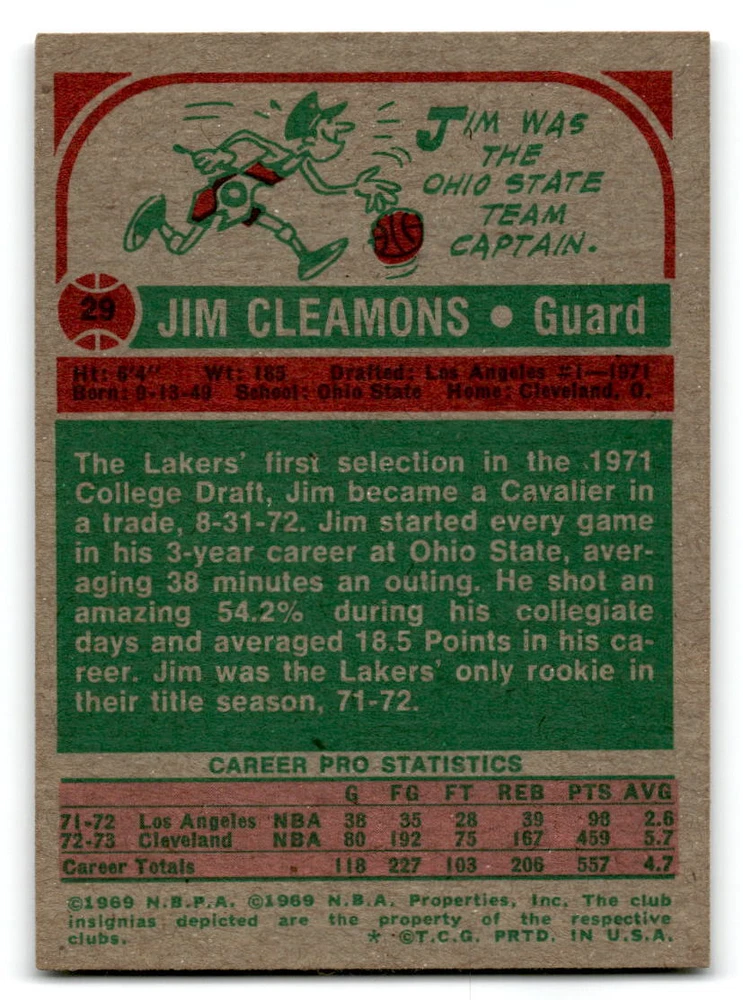 JIM WAS
THE
OHIO STATE
TEAM
CAPTAIN.
29
JIM CLEAMONS • Guard
Ht: 6'4" Wt: 185 Drafted: Los Angeles #1—1971
Born: 9-13-49 School: Ohio State Home: Cleveland, O.
The Lakers' first selection in the 1971
College Draft, Jim became a Cavalier in
a trade, 8-31-72. Jim started every game
in his 3-year career at Ohio State, aver-
aging 38 minutes an outing. He shot an
amazing 54.2% during his collegiate
days and averaged 18.5 Points in his ca-
reer. Jim was the Lakers' only rookie in
their title season, 71-72.
CAREER PRO STATISTICS
G FG FT REB PTS AVG
71-72 Los Angeles NBA 38 35 28 39 98 2.6
72-73 Cleveland NBA 80 192 75 167 459 5.7
Career Totals 118 227 103 206 557 4.7
©1969 N.B.P.A. ©1969 N.B.A. Properties, Inc. The club
insignias depicted are the property of the respective
clubs. * ©T.C.G. PRTD. IN U.S.A.